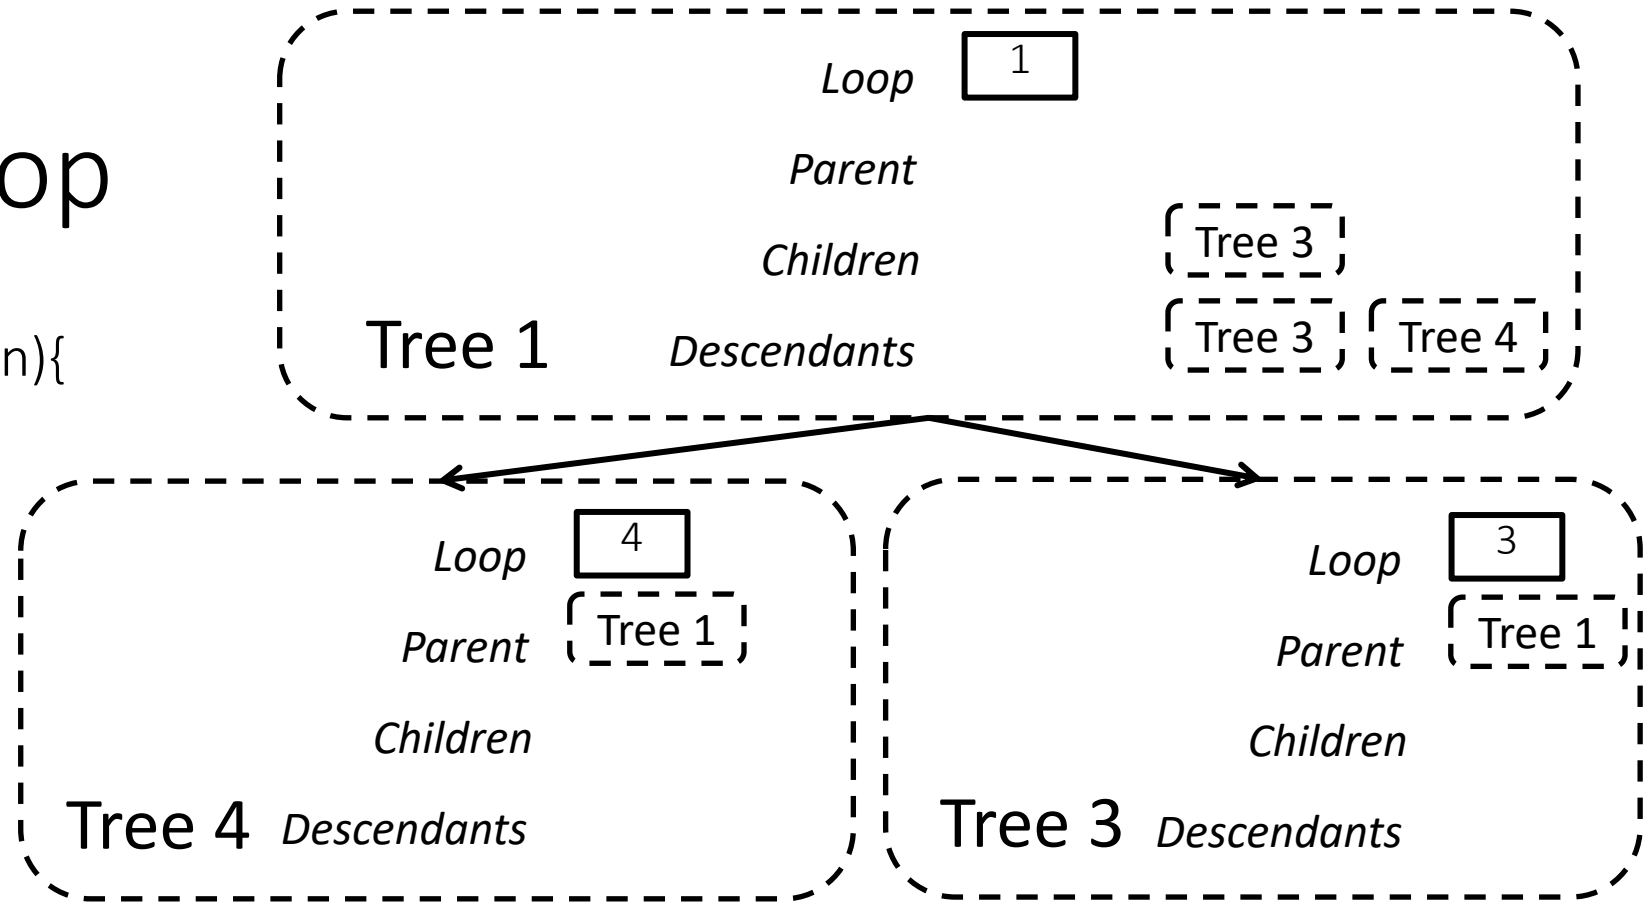 op
n){
Loop 1
Parent
Children Tree 3
Tree 1 Descendants Tree 3 Tree 4
Loop 4
Parent Tree 1
Children
Tree 4 Descendants
Loop 3
Parent Tree 1
Children
Tree 3 Descendants